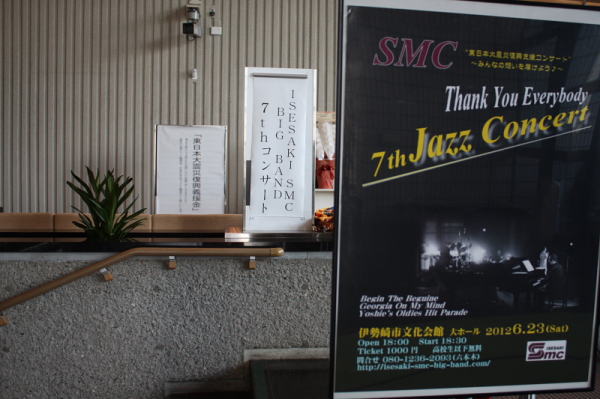 「東日本大震災復興義援金」
ISESAKI SMC
BIG BAND
7thコンサート
SMC
"東日本大震災復興支援コンサート"
～みんなの想いを届けよう♪～
Thank You Everybody
7th Jazz Concert
Begin The Beguine
Georgia On My Mind
Yoshie's Oldies Hit Parade
伊勢崎市文化会館 大ホール 2012 6.23(Sat)
Open 18:00 Start 18:30
Ticket 1000円 高校生以下無料
問合せ 080-1236-2093(六本木)
http://isesaki-smc-big-band.com/
ISESAKI
smc